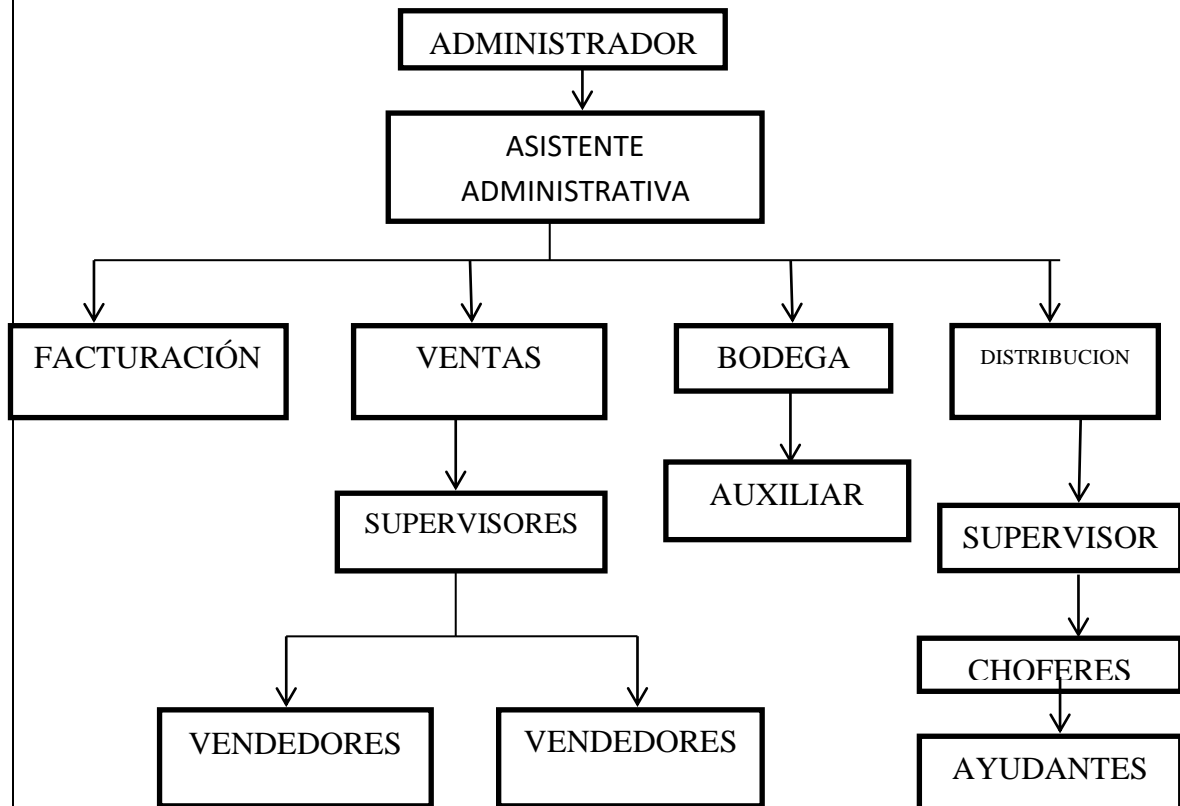 ADMINISTRADOR
ASISTENTE
ADMINISTRATIVA
FACTURACIÓN
VENTAS
BODEGA
DISTRIBUCION
SUPERVISORES
AUXILIAR
SUPERVISOR
VENDEDORES
VENDEDORES
CHOFERES
AYUDANTES